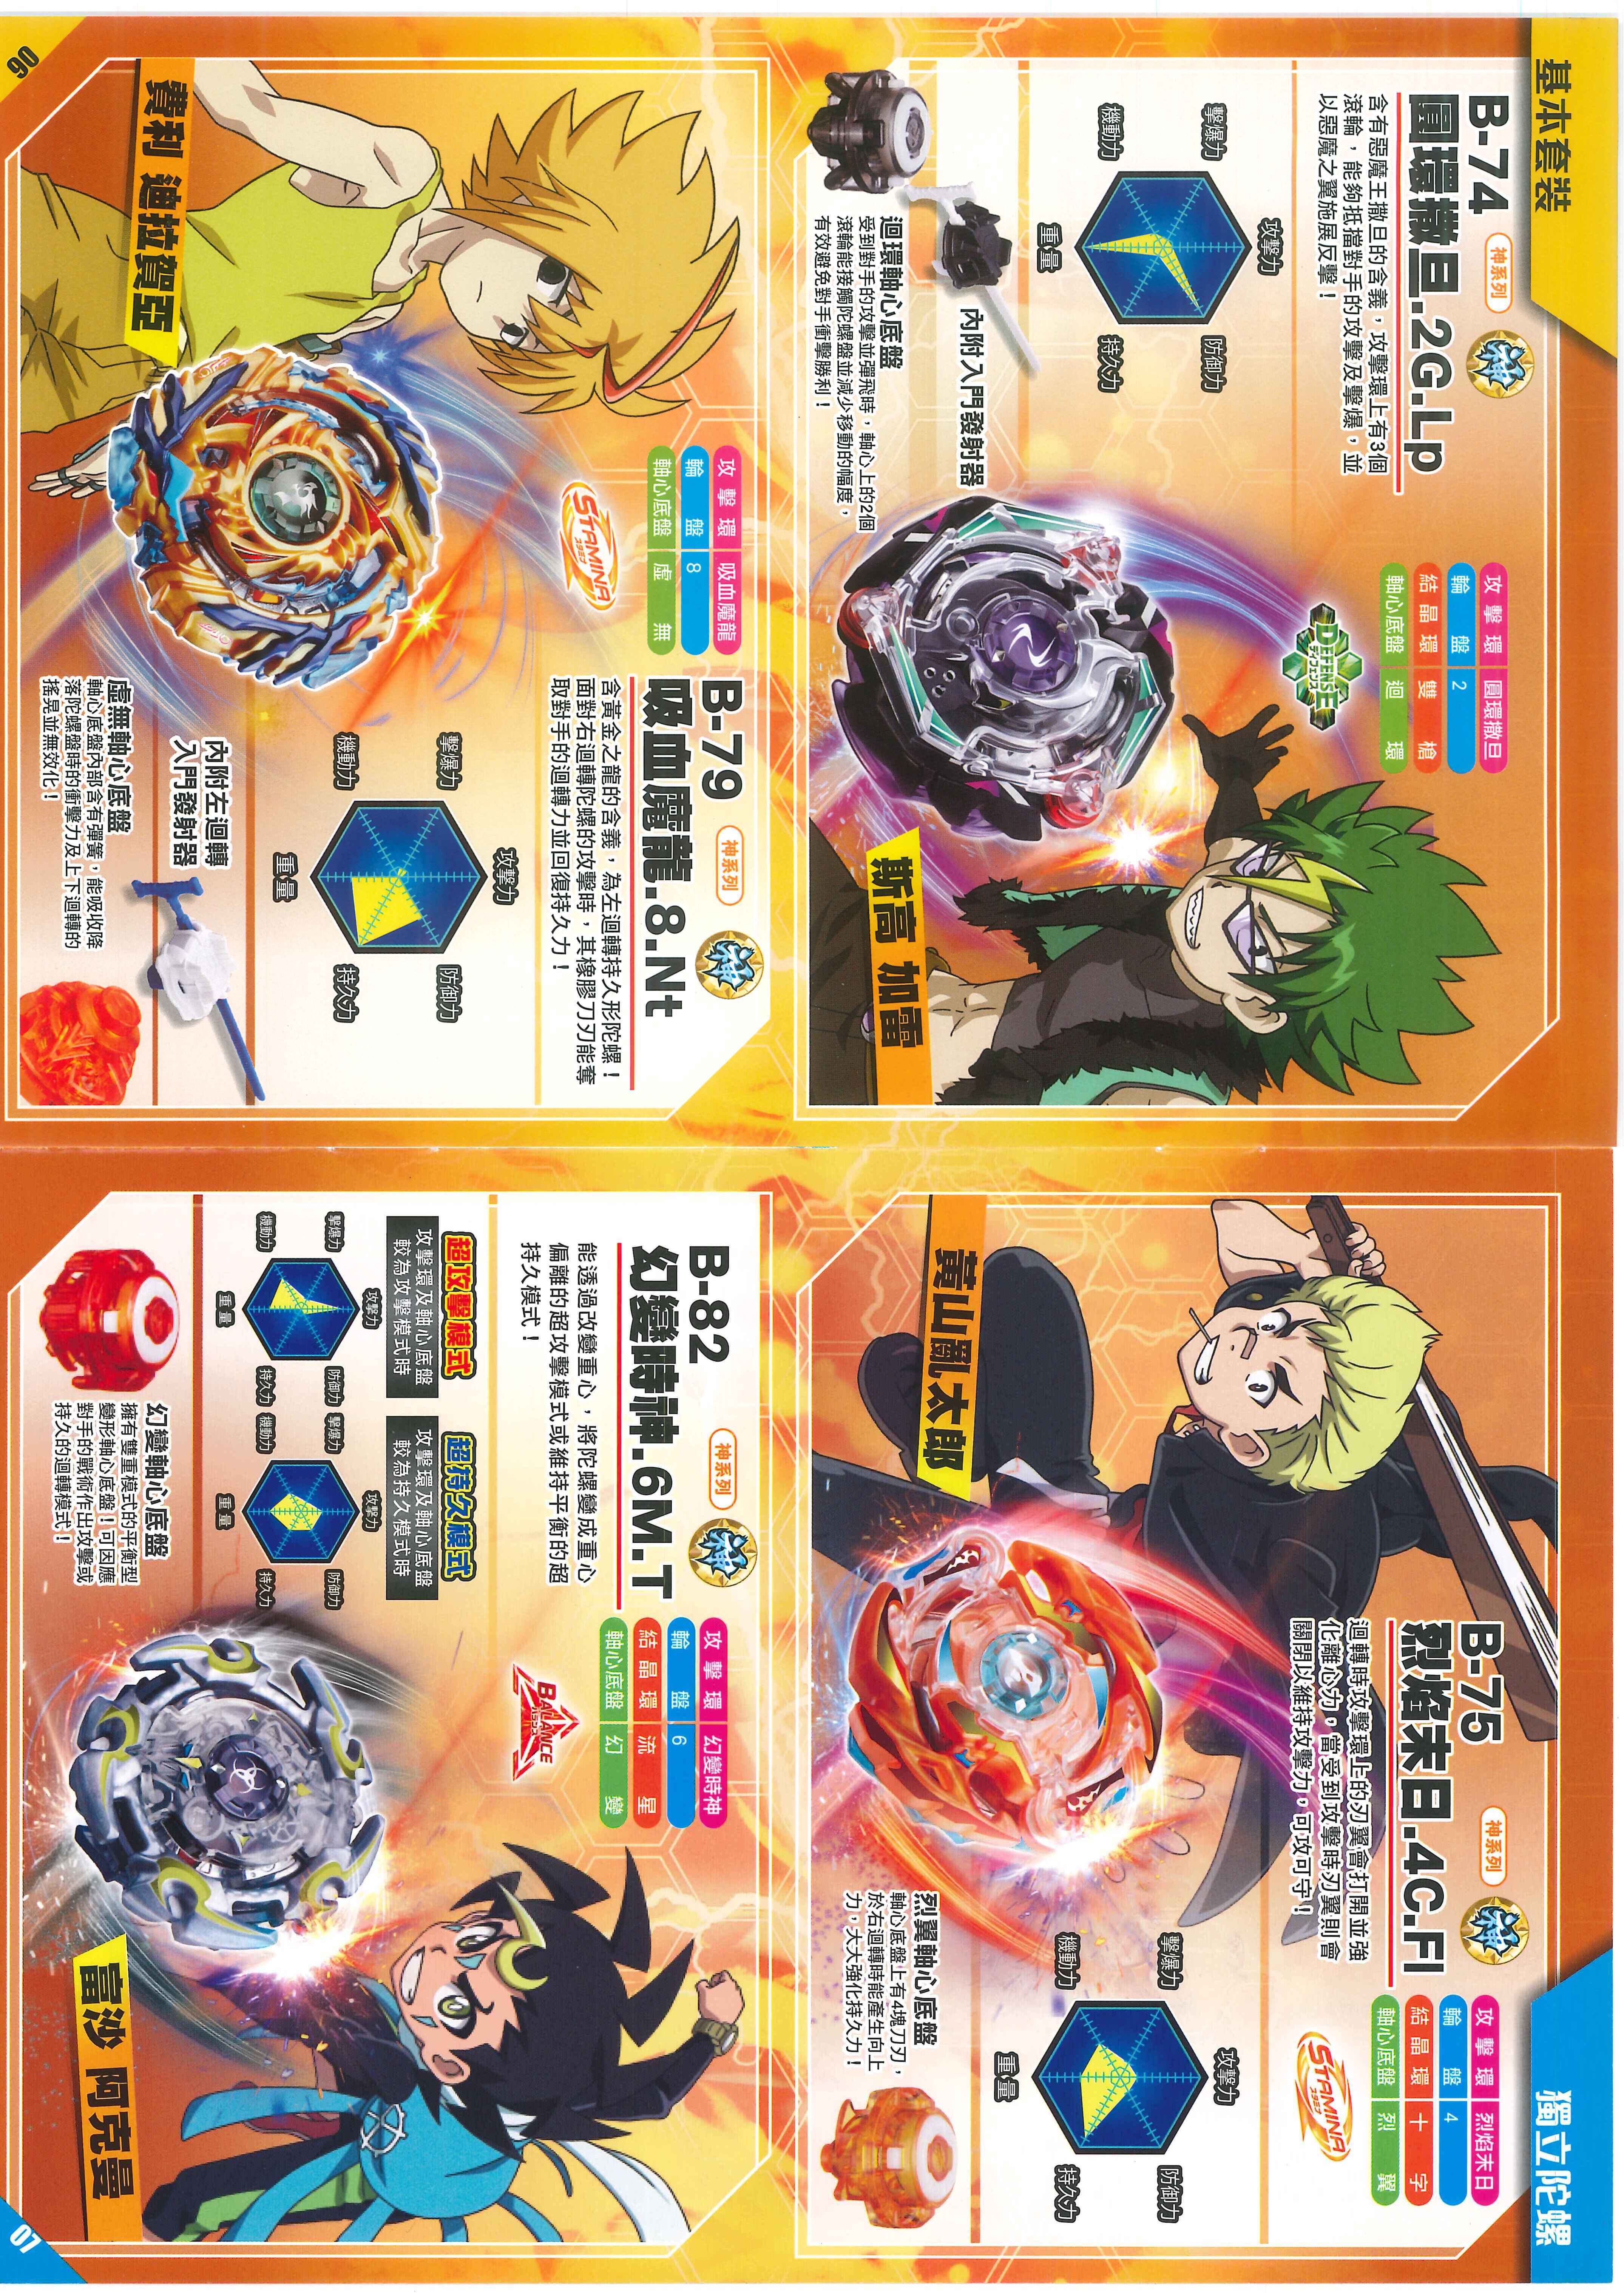 基本套裝
B-74
神系列
神
圓環撒旦.2G.Lp
含有惡魔王撒旦的含義，攻擊環上有3個
滾輪，能夠抵擋對手的攻擊及擊爆，並
以惡魔之翼施展反擊！
攻擊環 圓環撒旦
輪盤 2
結晶環 雙槍
軸心底盤 迴環
DEFENSE
ディフェンス
攻擊力
擊爆力
防御力
機動力
持久力
重量
內附入門發射器
迴環軸心底盤
受到對手的攻擊並彈飛時，軸心上的2個
滾輪能接觸陀螺盤並減少移動的幅度，
有效避免對手衝擊勝利！
斯高 加雷
攻擊環 吸血魔龍
輪盤 8
軸心底盤 虛無
STAMINA
スタミナ
B-79
神系列
神
吸血魔龍.8.Nt
含黃金之龍的含義，為左迴轉持久形陀螺！
面對右迴轉陀螺的攻擊時，其橡膠刀刃能奪
取對手的迴轉力並回復持久力！
攻擊力
擊爆力
防御力
機動力
持久力
重量
內附左迴轉
入門發射器
虛無軸心底盤
軸心底盤內部含有彈簧，能吸收降
落陀螺盤時的衝擊力及上下迴轉的
搖晃並無效化！
費利 迪拉賀亞
06
獨立陀螺
B-75
神系列
神
烈焰末日.4C.Fl
迴轉時攻擊環上的刃翼會打開並強
化離心力，當受到攻擊時刃翼則會
關閉以維持攻擊力，可攻可守！
攻擊環 烈焰末日
輪盤 4
結晶環 十字
軸心底盤 烈翼
STAMINA
スタミナ
攻擊力
擊爆力
防御力
機動力
持久力
重量
黃山亂太郎
烈翼軸心底盤
軸心底盤上有4塊刀刃，
於右迴轉時能產生向上
力，大大強化持久力！
B-82
神系列
神
幻變時神.6M.T
能透過改變重心，將陀螺變成重心
偏離的超攻擊模式或維持平衡的超
持久模式！
攻擊環 幻變時神
輪盤 6
結晶環 流星
軸心底盤 幻變
BALANCE
バランス
超攻擊模式
攻擊環及軸心底盤
較為攻擊模式時
攻擊力
擊爆力
防御力
機動力
持久力
重量
超持久模式
攻擊環及軸心底盤
較為持久模式時
攻擊力
擊爆力
防御力
機動力
持久力
重量
幻變軸心底盤
擁有雙重模式的平衡型
變形軸心底盤！可因應
對手的戰術作出攻擊或
持久的迴轉模式！
富沙 阿克曼
07